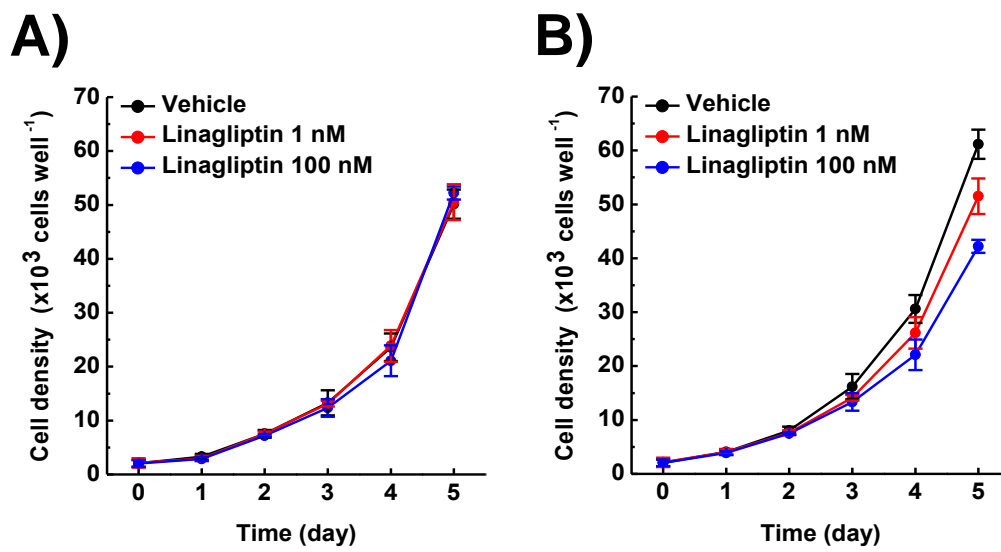 A)
Cell density (x10³ cells well⁻¹)
70
60
50
40
30
20
10
0
Vehicle
Linagliptin 1 nM
Linagliptin 100 nM
0 1 2 3 4 5
Time (day)
B)
Cell density (x10³ cells well⁻¹)
70
60
50
40
30
20
10
0
Vehicle
Linagliptin 1 nM
Linagliptin 100 nM
0 1 2 3 4 5
Time (day)